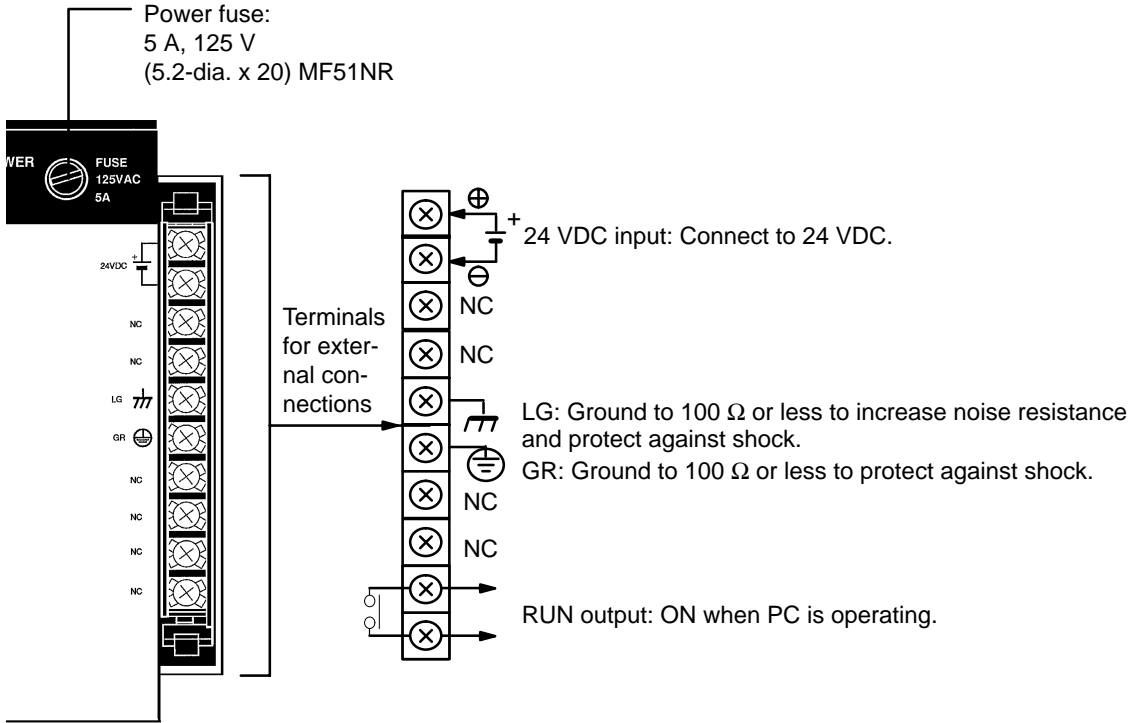 Power fuse:
5 A, 125 V
(5.2-dia. x 20) MF51NR
WER
FUSE
125VAC
5A
24VDC
+
NC
NC
LG
GR
NC
NC
NC
NC
Terminals
for exter-
nal con-
nections
+
24 VDC input: Connect to 24 VDC.
NC
NC
LG: Ground to 100 Ω or less to increase noise resistance
and protect against shock.
GR: Ground to 100 Ω or less to protect against shock.
NC
NC
RUN output: ON when PC is operating.